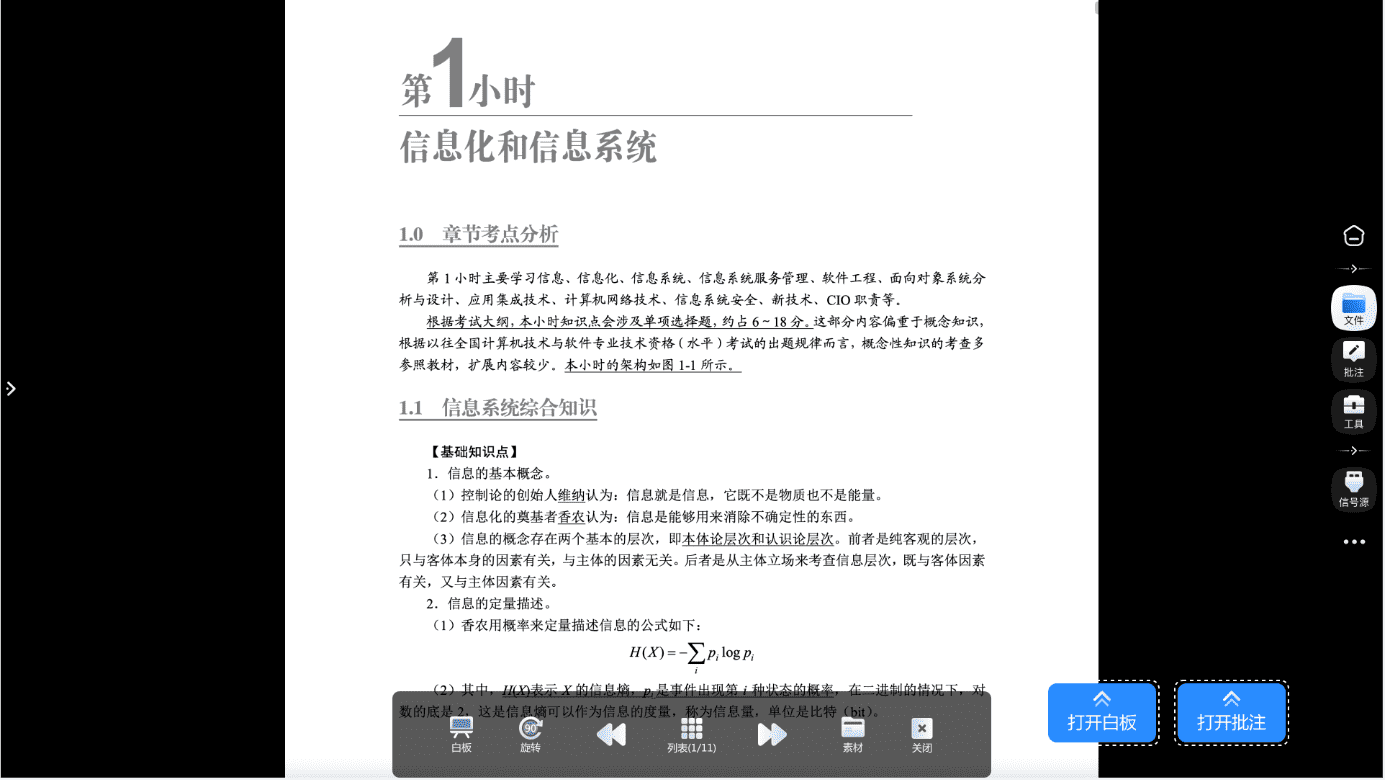 第1小时
信息化和信息系统
1.0 章节考点分析
第 1 小时主要学习信息、信息化、信息系统、信息系统服务管理、软件工程、面向对象系统分
析与设计、应用集成技术、计算机网络技术、信息系统安全、新技术、CIO 职责等。
根据考试大纲，本小时知识点会涉及单项选择题，约占 6～18 分。这部分内容偏重于概念知识，
根据以往全国计算机技术与软件专业技术资格（水平）考试的出题规律而言，概念性知识的考查多
参照教材，扩展内容较少。本小时的架构如图 1-1 所示。
1.1 信息系统综合知识
【基础知识点】
1．信息的基本概念。
（1）控制论的创始人维纳认为：信息就是信息，它既不是物质也不是能量。
（2）信息化的奠基者香农认为：信息是能够用来消除不确定性的东西。
（3）信息的概念存在两个基本的层次，即本体论层次和认识论层次。前者是纯客观的层次，
只与客体本身的因素有关，与主体的因素无关。后者是从主体立场来考查信息层次，既与客体因素
有关，又与主体因素有关。
2．信息的定量描述。
（1）香农用概率来定量描述信息的公式如下：
H(X)=-∑i pi log pi
（2）其中，H(X)表示 X 的信息熵，pi是事件出现第 i 种状态的概率，在二进制的情况下，对
数的底是 2，这是信息熵可以作为信息的度量，称为信息量，单位是比特（bit）。
白板
90°
旋转
列表(1/11)
素材
关闭
文件
批注
工具
信号源
打开白板
打开批注